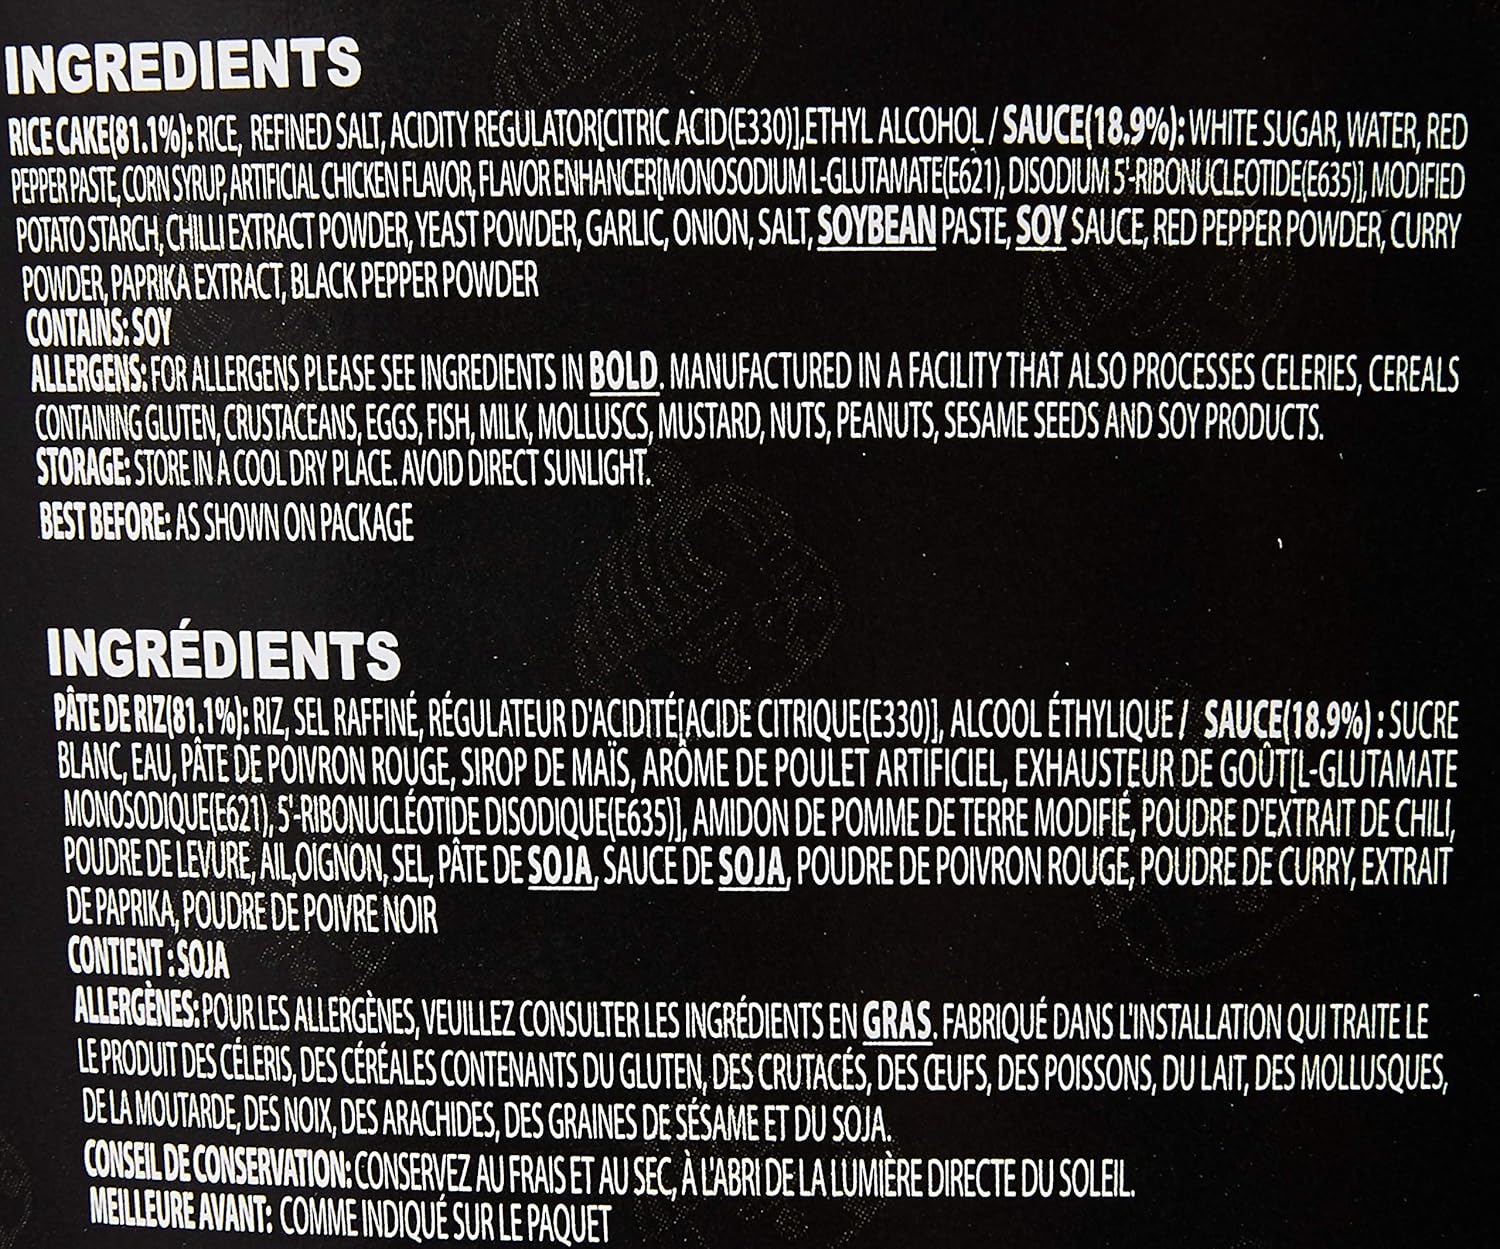 INGREDIENTS
RICE CAKE(81.1%): RICE, REFINED SALT, ACIDITY REGULATOR[CITRIC ACID(E330)],ETHYL ALCOHOL / SAUCE(18.9%): WHITE SUGAR, WATER, RED
PEPPER PASTE, CORN SYRUP, ARTIFICIAL CHICKEN FLAVOR, FLAVOR ENHANCER[MONOSODIUM L-GLUTAMATE(E621), DISODIUM 5'-RIBONUCLEOTIDE(E635)], MODIFIED
POTATO STARCH, CHILLI EXTRACT POWDER, YEAST POWDER, GARLIC, ONION, SALT, SOYBEAN PASTE, SOY SAUCE, RED PEPPER POWDER, CURRY
POWDER, PAPRIKA EXTRACT, BLACK PEPPER POWDER
CONTAINS: SOY
ALLERGENS: FOR ALLERGENS PLEASE SEE INGREDIENTS IN BOLD. MANUFACTURED IN A FACILITY THAT ALSO PROCESSES CELERIES, CEREALS
CONTAINING GLUTEN, CRUSTACEANS, EGGS, FISH, MILK, MOLLUSCS, MUSTARD, NUTS, PEANUTS, SESAME SEEDS AND SOY PRODUCTS.
STORAGE: STORE IN A COOL DRY PLACE. AVOID DIRECT SUNLIGHT.
BEST BEFORE: AS SHOWN ON PACKAGE
INGRÉDIENTS
PÂTE DE RIZ(81.1%): RIZ, SEL RAFFINÉ, RÉGULATEUR D'ACIDITÉ[ACIDE CITRIQUE(E330)], ALCOOL ÉTHYLIQUE / SAUCE(18.9%) : SUCRE
BLANC, EAU, PÂTE DE POIVRON ROUGE, SIROP DE MAÏS, ARÔME DE POULET ARTIFICIEL, EXHAUSTEUR DE GOÛT[L-GLUTAMATE
MONOSODIQUE(E621), 5'-RIBONUCLÉOTIDE DISODIQUE(E635)], AMIDON DE POMME DE TERRE MODIFIÉ, POUDRE D'EXTRAIT DE CHILI,
POUDRE DE LEVURE, AIL,OIGNON, SEL, PÂTE DE SOJA, SAUCE DE SOJA, POUDRE DE POIVRON ROUGE, POUDRE DE CURRY, EXTRAIT
DE PAPRIKA, POUDRE DE POIVRE NOIR
CONTIENT : SOJA
ALLERGÈNES: POUR LES ALLERGÈNES, VEUILLEZ CONSULTER LES INGRÉDIENTS EN GRAS. FABRIQUÉ DANS L'INSTALLATION QUI TRAITE LE
LE PRODUIT DES CÉLERIS, DES CÉRÉALES CONTENANTS DU GLUTEN, DES CRUTACÉS, DES ŒUFS, DES POISSONS, DU LAIT, DES MOLLUSQUES,
DE LA MOUTARDE, DES NOIX, DES ARACHIDES, DES GRAINES DE SÉSAME ET DU SOJA.
CONSEIL DE CONSERVATION: CONSERVEZ AU FRAIS ET AU SEC, À L'ABRI DE LA LUMIÈRE DIRECTE DU SOLEIL.
MEILLEURE AVANT: COMME INDIQUÉ SUR LE PAQUET